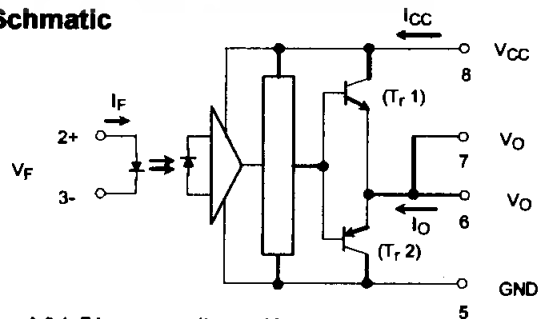 Schmatic
ICC
VCC
8
(Tr 1)
IF
2+
VO
7
VF
3-
VO
6
IO
(Tr 2)
GND
5